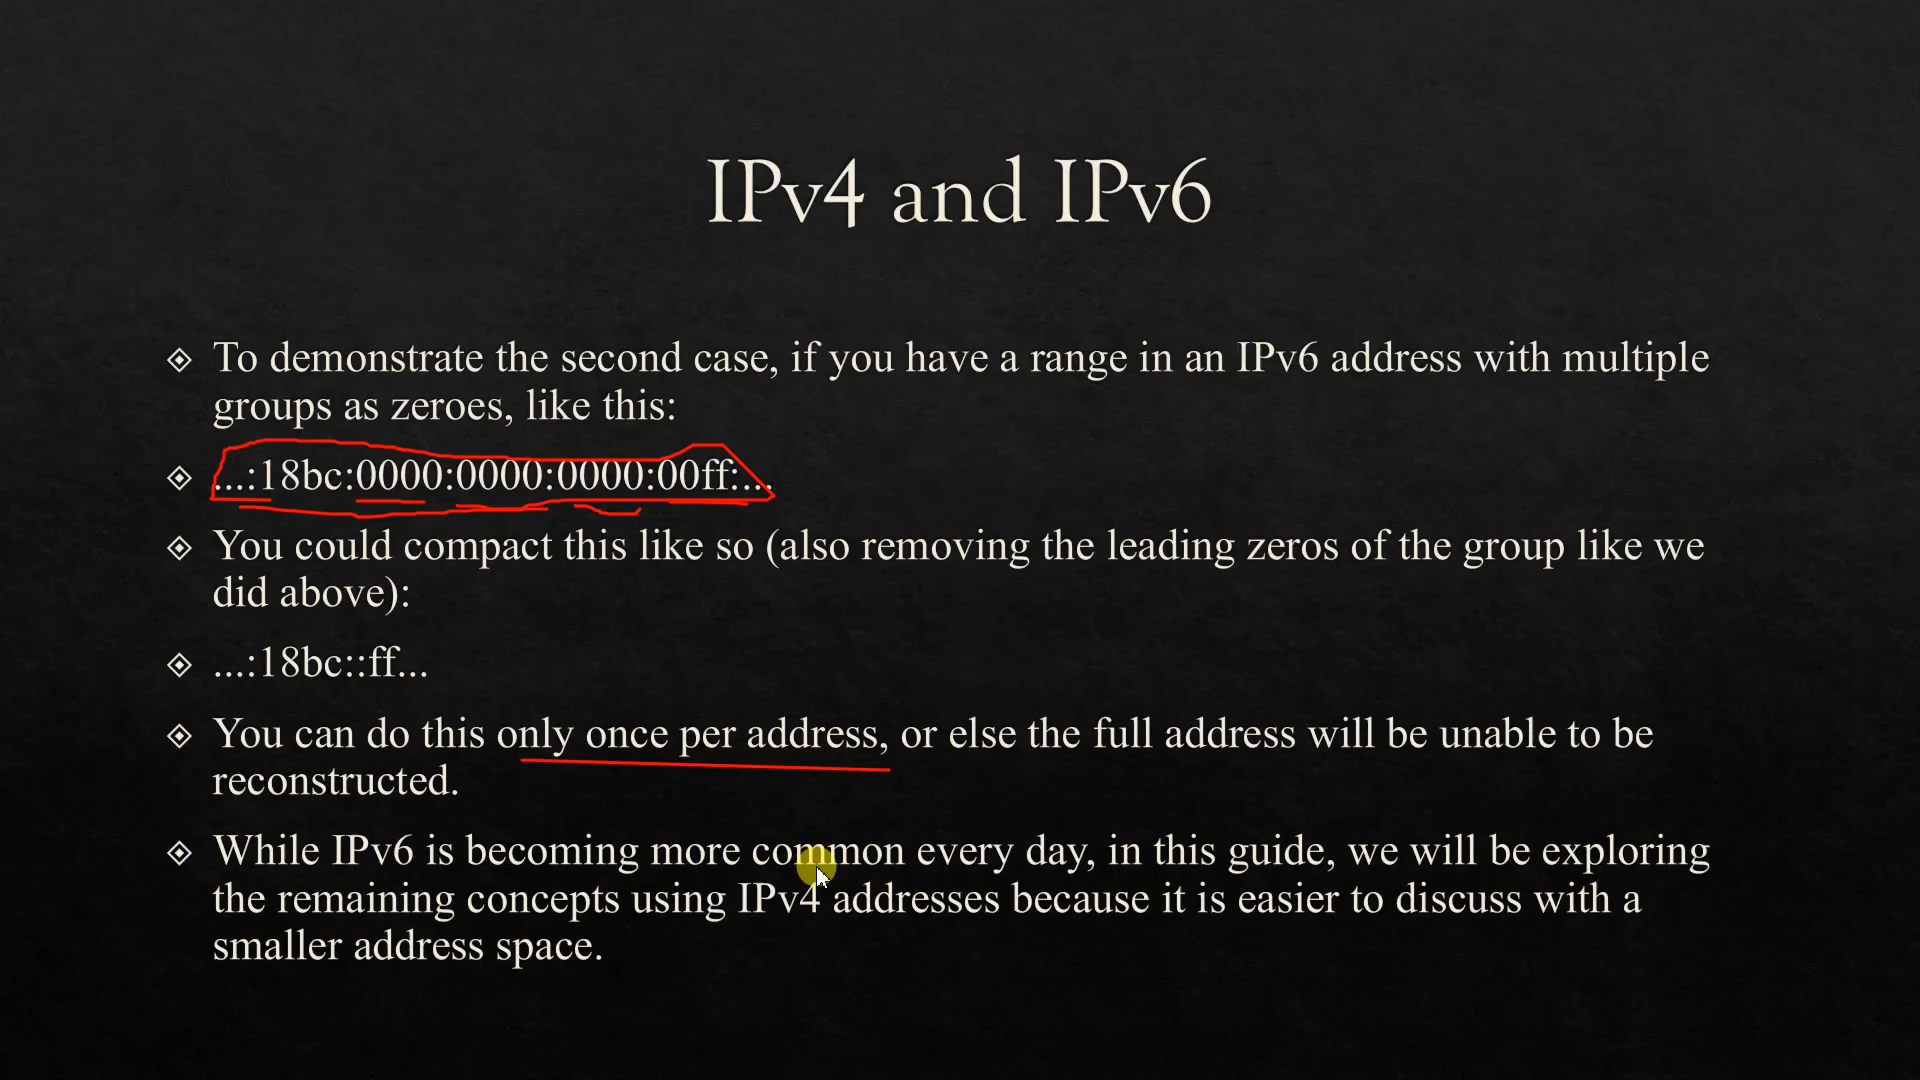 IPv4 and IPv6
To demonstrate the second case, if you have a range in an IPv6 address with multiple
groups as zeroes, like this:
...:18bc:0000:0000:0000:00ff:...
You could compact this like so (also removing the leading zeros of the group like we
did above):
...:18bc::ff...
You can do this only once per address, or else the full address will be unable to be
reconstructed.
While IPv6 is becoming more common every day, in this guide, we will be exploring
the remaining concepts using IPv4 addresses because it is easier to discuss with a
smaller address space.